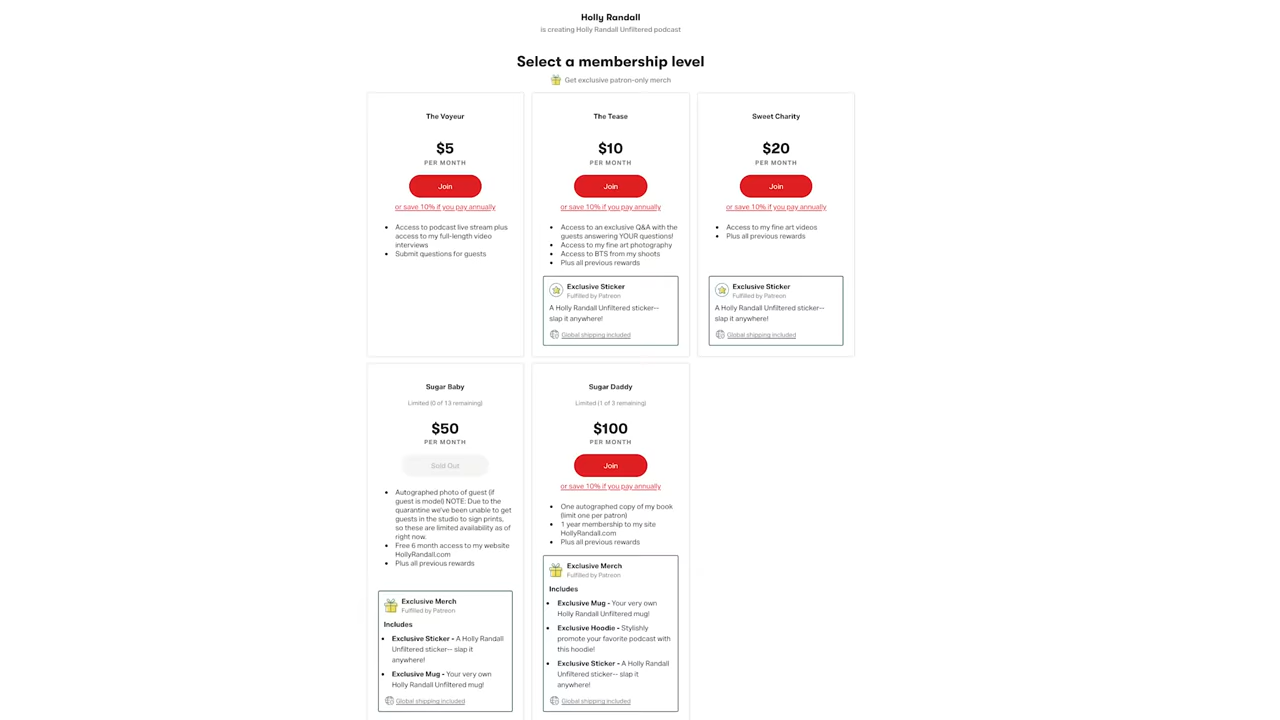 Holly Randall
is creating Holly Randall Unfiltered podcast
Select a membership level
Get exclusive patron-only merch
The Voyeur
$5
PER MONTH
Join
or save 10% if you pay annually
Access to podcast live stream plus
access to my full-length video
interviews
Submit questions for guests
The Tease
$10
PER MONTH
Join
or save 10% if you pay annually
Access to an exclusive Q&A with the
guests answering YOUR questions!
Access to my fine art photography
Access to BTS from my shoots
Plus all previous rewards
Exclusive Sticker
Fulfilled by Patreon
A Holly Randall Unfiltered sticker--
slap it anywhere!
Global shipping included
Sweet Charity
$20
PER MONTH
Join
or save 10% if you pay annually
Access to my fine art videos
Plus all previous rewards
Exclusive Sticker
Fulfilled by Patreon
A Holly Randall Unfiltered sticker--
slap it anywhere!
Global shipping included
Sugar Baby
Limited (0 of 13 remaining)
$50
PER MONTH
Sold Out
Autographed photo of guest (if
guest is model) NOTE: Due to the
quarantine we've been unable to get
guests in the studio to sign prints,
so these are limited availability as of
right now.
Free 6 month access to my website
HollyRandall.com
Plus all previous rewards
Exclusive Merch
Fulfilled by Patreon
Includes
Exclusive Sticker - A Holly Randall
Unfiltered sticker-- slap it
anywhere!
Exclusive Mug - Your very own
Holly Randall Unfiltered mug!
Global shipping included
Sugar Daddy
Limited (1 of 3 remaining)
$100
PER MONTH
Join
or save 10% if you pay annually
One autographed copy of my book
(limit one per patron)
1 year membership to my site
HollyRandall.com
Plus all previous rewards
Exclusive Merch
Fulfilled by Patreon
Includes
Exclusive Mug - Your very own
Holly Randall Unfiltered mug!
Exclusive Hoodie - Stylishly
promote your favorite podcast with
this hoodie!
Exclusive Sticker - A Holly Randall
Unfiltered sticker-- slap it
anywhere!
Global shipping included